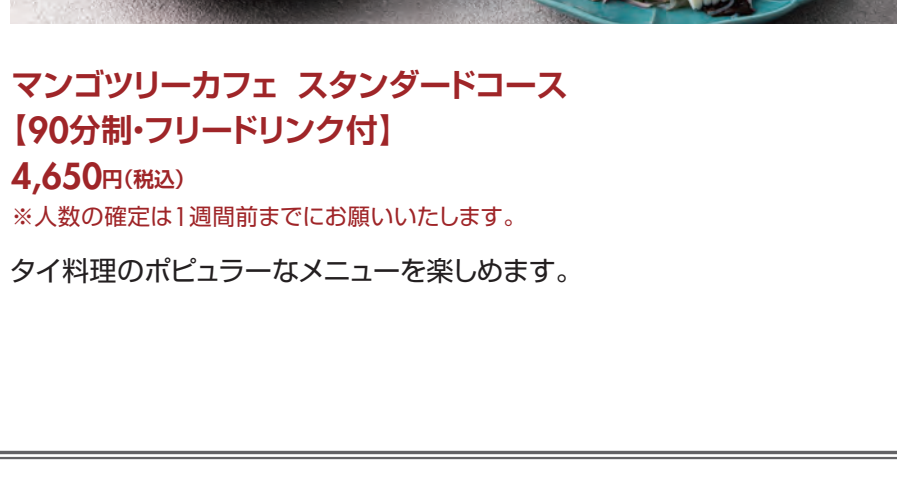 マンゴツリーカフェ スタンダードコース
【90分制・フリードリンク付】
4,650円(税込)
※人数の確定は1週間前までにお願いいたします。
タイ料理のポピュラーなメニューを楽しめます。